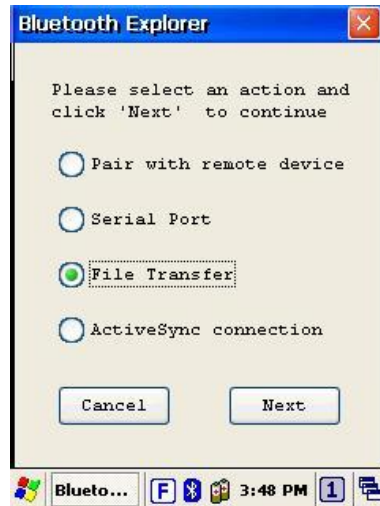 Bluetooth Explorer
Please select an action and
click 'Next' to continue
Pair with remote device
Serial Port
File Transfer
ActiveSync connection
Cancel Next
Blueto... F 3:48 PM 1